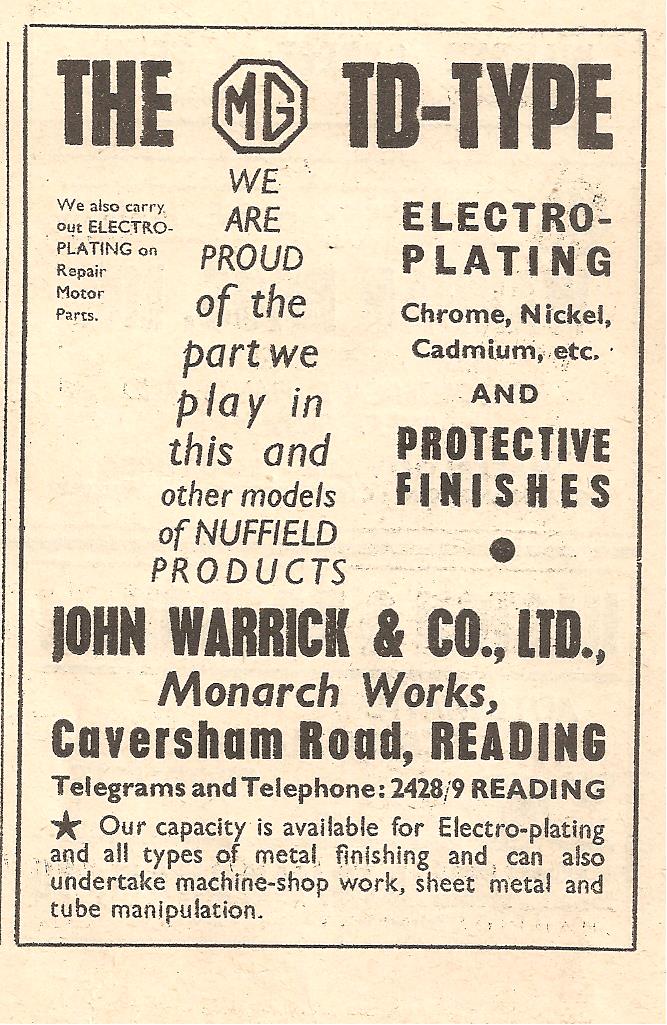 THE MG TD-TYPE
We also carry
out ELECTRO-
PLATING on
Repair
Motor
Parts.
WE
ARE
PROUD
of the
part we
play in
this and
other models
of NUFFIELD
PRODUCTS
ELECTRO-
PLATING
Chrome, Nickel,
Cadmium, etc.
AND
PROTECTIVE
FINISHES
JOHN WARRICK & CO., LTD.,
Monarch Works,
Caversham Road, READING
Telegrams and Telephone: 2428/9 READING
★ Our capacity is available for Electro-plating
and all types of metal finishing and can also
undertake machine-shop work, sheet metal and
tube manipulation.